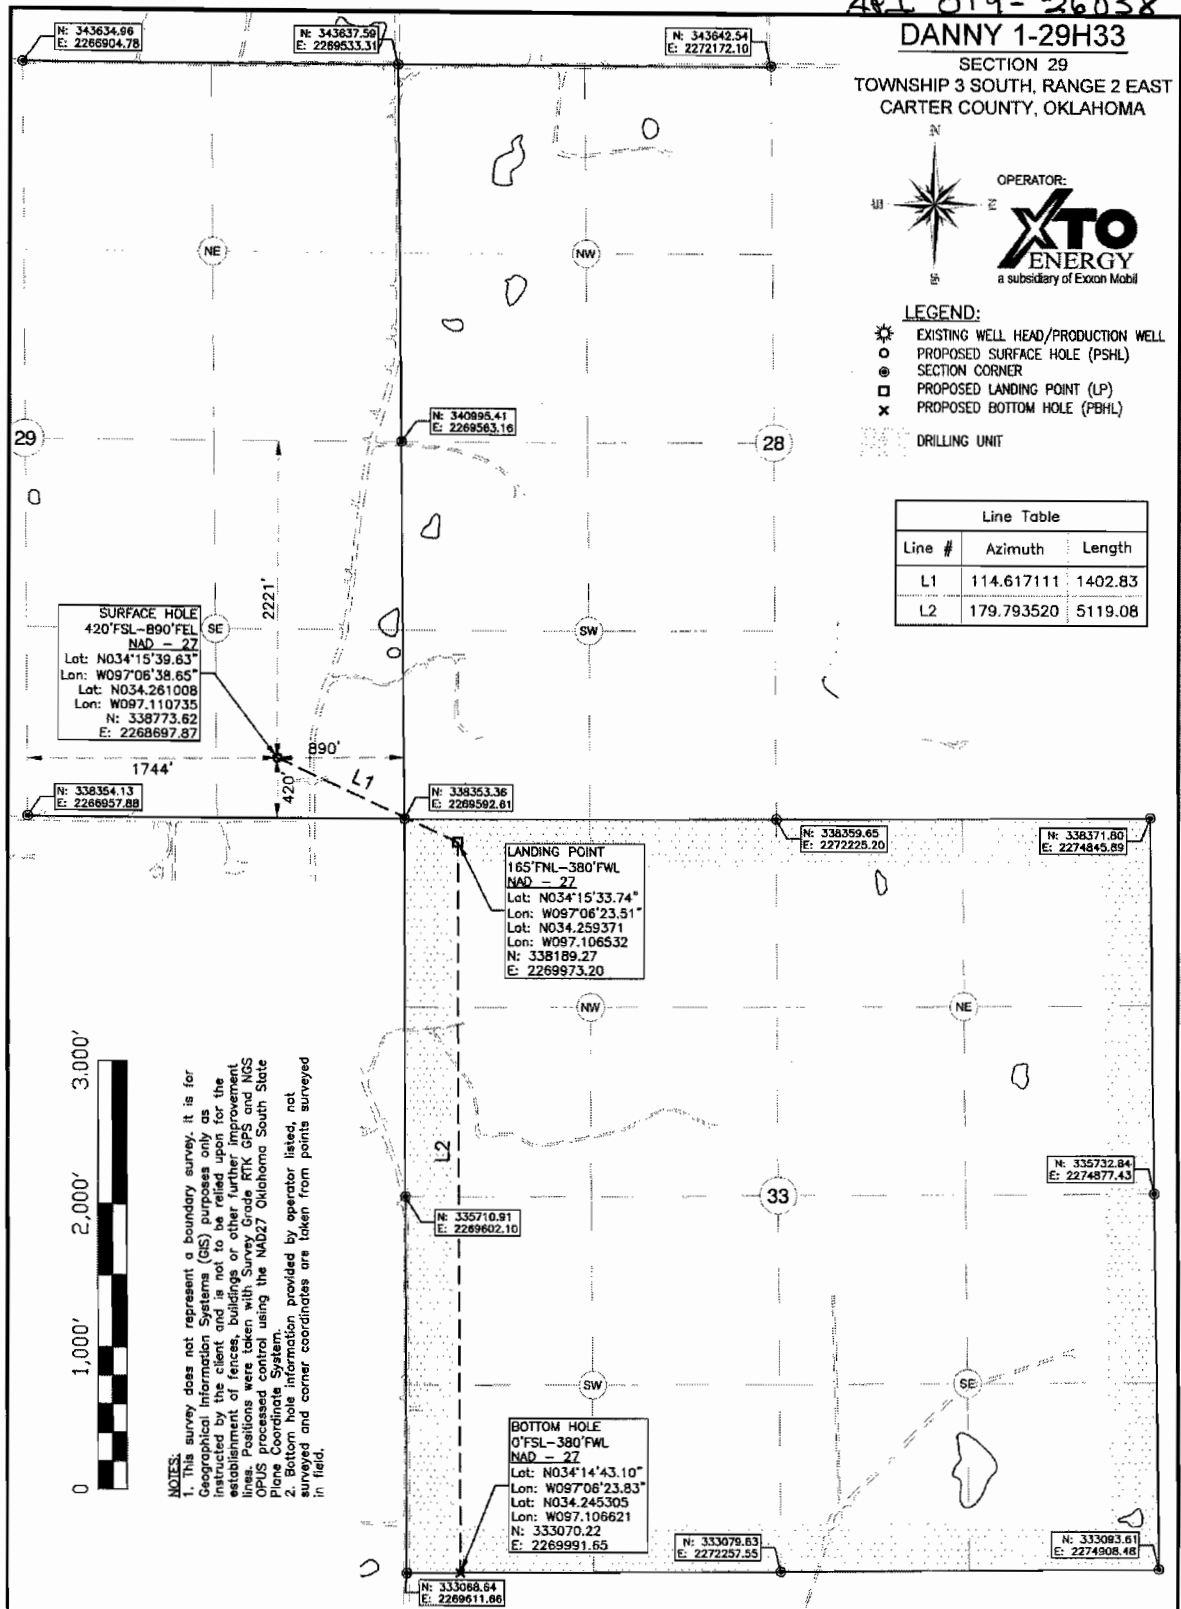 API 019-26038
DANNY 1-29H33
SECTION 29
TOWNSHIP 3 SOUTH, RANGE 2 EAST
CARTER COUNTY, OKLAHOMA
N
E
S
OPERATOR:
XTO
ENERGY
a subsidiary of Exxon Mobil
LEGEND:
EXISTING WELL HEAD/PRODUCTION WELL
PROPOSED SURFACE HOLE (PSHL)
SECTION CORNER
PROPOSED LANDING POINT (LP)
PROPOSED BOTTOM HOLE (PBHL)
DRILLING UNIT
Line Table
Line # Azimuth Length
L1 114.617111 1402.83
L2 179.793520 5119.08
N: 343634.96
E: 2266904.78
N: 343637.59
E: 2269533.31
N: 343642.54
E: 2272172.10
NE
NW
29
N: 340995.41
E: 2269563.16
28
2221'
SURFACE HOLE
420'FSL-890'FEL
NAD - 27
Lat: N034°15'39.63"
Lon: W097°06'38.65"
Lat: N034.261008
Lon: W097.110735
N: 338773.62
E: 2268697.87
SE
SW
890'
1744'
420'
L1
N: 338354.13
E: 2266957.88
N: 338353.36
E: 2269592.61
N: 338359.65
E: 2272225.20
N: 338371.80
E: 2274845.89
LANDING POINT
165'FNL-380'FWL
NAD - 27
Lat: N034°15'33.74"
Lon: W097°06'23.51"
Lat: N034.259371
Lon: W097.106532
N: 338189.27
E: 2269973.20
NW
NE
L2
N: 335710.91
E: 2269602.10
33
N: 335732.84
E: 2274877.43
SW
SE
BOTTOM HOLE
0'FSL-380'FWL
NAD - 27
Lat: N034°14'43.10"
Lon: W097°06'23.83"
Lat: N034.245305
Lon: W097.106621
N: 333070.22
E: 2269991.65
N: 333068.64
E: 2269611.86
N: 333079.63
E: 2272257.55
N: 333093.61
E: 2274908.48
0 1,000' 2,000' 3,000'
NOTES:
1. This survey does not represent a boundary survey. It is for
Geographical Information Systems (GIS) purposes only as
instructed by the client and is not to be relied upon for the
establishment of fences, buildings or other further improvement
lines. Positions were taken with Survey Grade RTK GPS and NGS
OPUS processed control using the NAD27 Oklahoma South State
Plane Coordinate System.
2. Bottom hole information provided by operator listed, not
surveyed and corner coordinates are taken from points surveyed
in field.